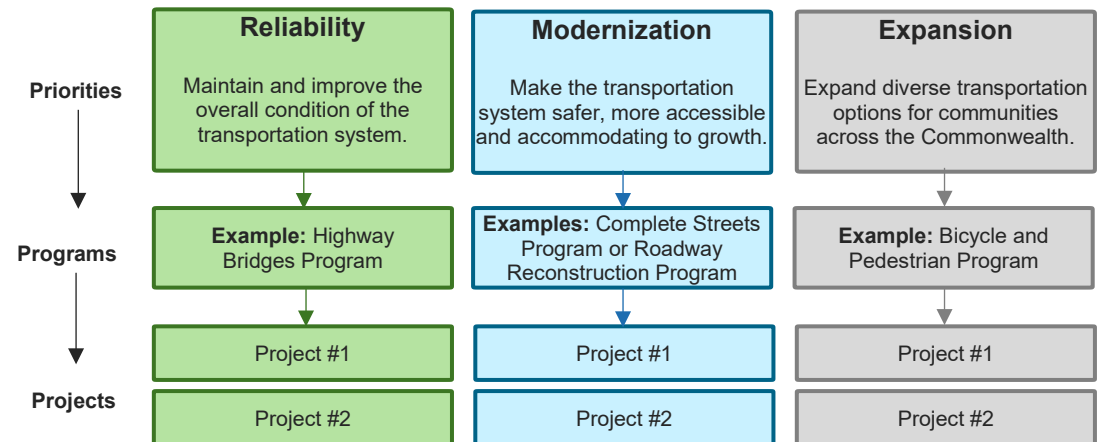 Reliability
Maintain and improve the
overall condition of the
transportation system.
Modernization
Make the transportation
system safer, more accessible
and accommodating to growth.
Expansion
Expand diverse transportation
options for communities
across the Commonwealth.
Priorities
Programs
Example: Highway
Bridges Program
Examples: Complete Streets
Program or Roadway
Reconstruction Program
Example: Bicycle and
Pedestrian Program
Project #1
Project #1
Project #1
Projects
Project #2
Project #2
Project #2